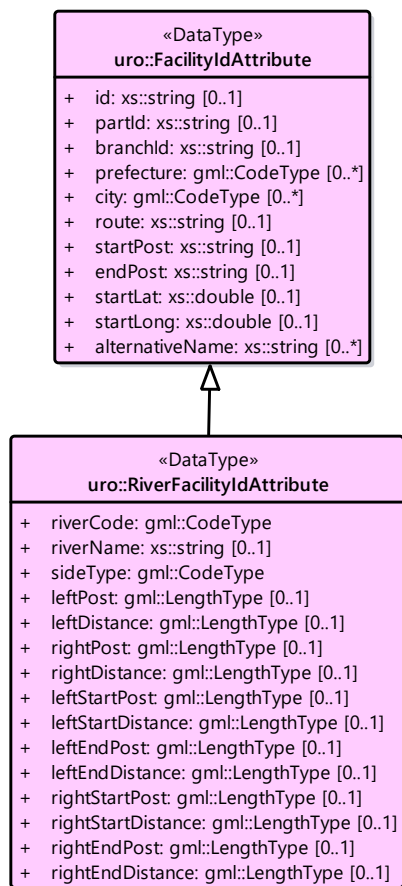 «DataType»
uro::FacilityIdAttribute
+ id: xs::string [0..1]
+ partId: xs::string [0..1]
+ branchId: xs::string [0..1]
+ prefecture: gml::CodeType [0..*]
+ city: gml::CodeType [0..*]
+ route: xs::string [0..1]
+ startPost: xs::string [0..1]
+ endPost: xs::string [0..1]
+ startLat: xs::double [0..1]
+ startLong: xs::double [0..1]
+ alternativeName: xs::string [0..*]
«DataType»
uro::RiverFacilityIdAttribute
+ riverCode: gml::CodeType
+ riverName: xs::string [0..1]
+ sideType: gml::CodeType
+ leftPost: gml::LengthType [0..1]
+ leftDistance: gml::LengthType [0..1]
+ rightPost: gml::LengthType [0..1]
+ rightDistance: gml::LengthType [0..1]
+ leftStartPost: gml::LengthType [0..1]
+ leftStartDistance: gml::LengthType [0..1]
+ leftEndPost: gml::LengthType [0..1]
+ leftEndDistance: gml::LengthType [0..1]
+ rightStartPost: gml::LengthType [0..1]
+ rightStartDistance: gml::LengthType [0..1]
+ rightEndPost: gml::LengthType [0..1]
+ rightEndDistance: gml::LengthType [0..1]